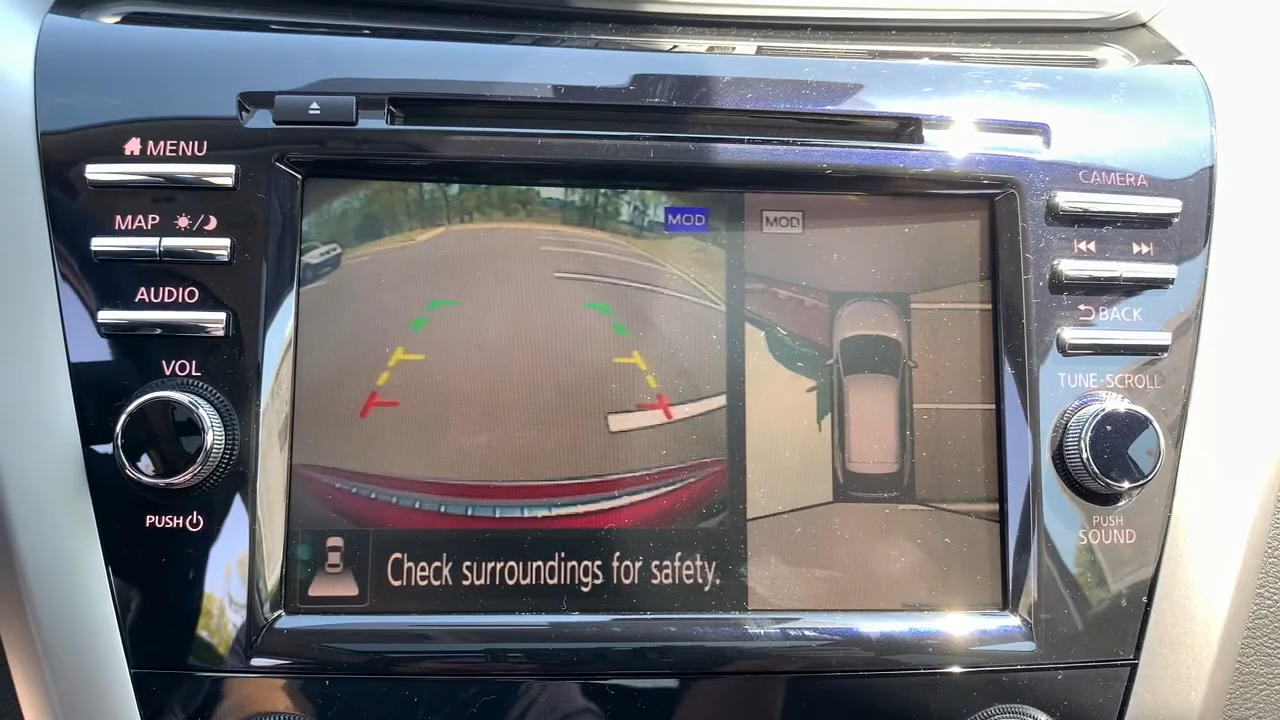 MENU
MAP
AUDIO
VOL
PUSH
MOD
MOD
Check surroundings for safety.
CAMERA
BACK
TUNE·SCROLL
PUSH
SOUND